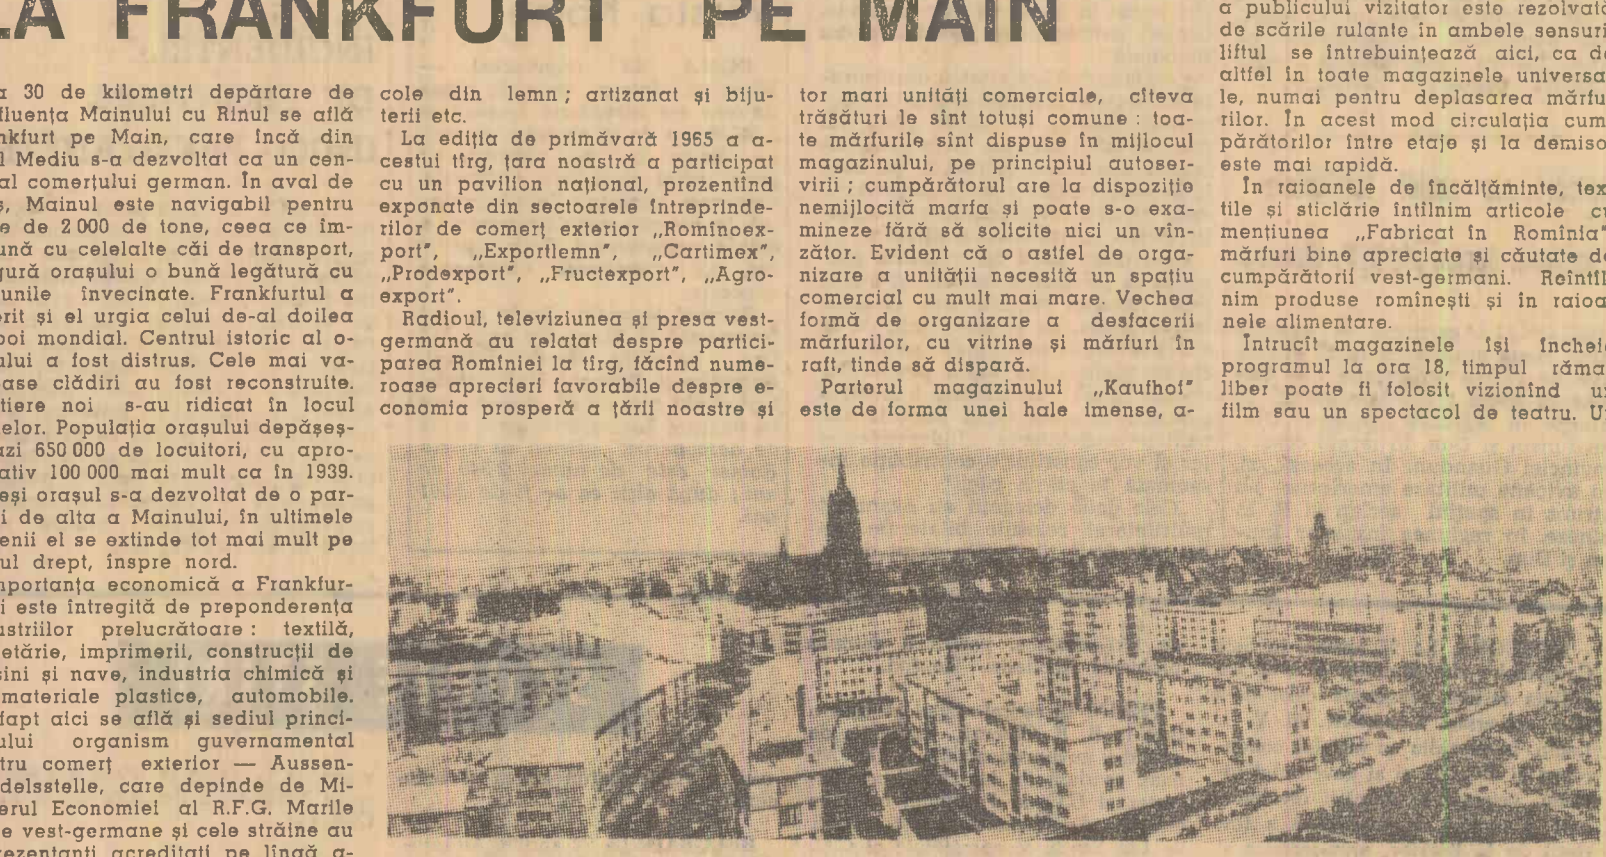 LA FRANKFURT PE MAIN
a 30 de kilometri depărtare de
fluența Mainului cu Rinul se află
nkfurt pe Main, care încă din
l Mediu s-a dezvoltat ca un cen-
al comerțului german. În aval de
ș, Mainul este navigabil pentru
e de 2 000 de tone, ceea ce îm-
ună cu celelalte căi de transport,
gură orașului o bună legătură cu
unile învecinate. Frankfurtul a
erit și el urgia celui de-al doilea
boi mondial. Centrul istoric al o-
ului a fost distrus. Cele mai va-
ase clădiri au fost reconstruite.
tiere noi s-au ridicat în locul
elor. Populația orașului depășeș-
azi 650 000 de locuitori, cu apro-
ativ 100 000 mai mult ca în 1939.
eși orașul s-a dezvoltat de o par-
i de alta a Mainului, în ultimele
enii el se extinde tot mai mult pe
ul drept, înspre nord.
mportanța economică a Frankfur-
i este întregită de preponderența
ustriilor prelucrătoare : textilă,
etărie, imprimerii, construcții de
șini și nave, industria chimică și
materiale plastice, automobile.
fapt aici se află și sediul princi-
ului organism guvernamental
tru comerț exterior — Aussen-
delsstelle, care depinde de Mi-
erul Economiei al R.F.G. Marile
e vest-germane și cele străine au
rezentanți acreditați pe lîngă a-
cole din lemn ; artizanat și biju-
terii etc.
La ediția de primăvară 1965 a a-
cestui tîrg, țara noastră a participat
cu un pavilion național, prezentînd
exponate din sectoarele întreprinde-
rilor de comerț exterior „Romînoex-
port", „Exportlemn", „Cartimex",
„Prodexport", „Fructexport", „Agro-
export".
Radioul, televiziunea și presa vest-
germană au relatat despre partici-
parea Romîniei la tîrg, făcînd nume-
roase aprecieri favorabile despre e-
conomia prosperă a țării noastre și
tor mari unități comerciale, cîteva
trăsături le sînt totuși comune : toa-
te mărfurile sînt dispuse în mijlocul
magazinului, pe principiul autoser-
virii ; cumpărătorul are la dispoziție
nemijlocită marfa și poate s-o exa-
mineze fără să solicite nici un vîn-
zător. Evident că o astfel de orga-
nizare a unității necesită un spațiu
comercial cu mult mai mare. Vechea
formă de organizare a desfacerii
mărfurilor, cu vitrine și mărfuri în
raft, tinde să dispară.
Parterul magazinului „Kaufhof"
este de forma unei hale imense, a-
a publicului vizitator este rezolvată
de scările rulante în ambele sensuri
liftul se întrebuințează aici, ca de
altfel în toate magazinele universa-
le, numai pentru deplasarea mărfu-
rilor. În acest mod circulația cum-
părătorilor între etaje și la demisol
este mai rapidă.
În raioanele de încălțăminte, tex-
tile și sticlărie întîlnim articole cu
mențiunea „Fabricat în Romînia"
mărfuri bine apreciate și căutate de
cumpărătorii vest-germani. Reîntîl-
nim produse romînești și în raioa-
nele alimentare.
Întrucît magazinele își încheie
programul la ora 18, timpul rămas
liber poate fi folosit vizionînd un
film sau un spectacol de teatru. U